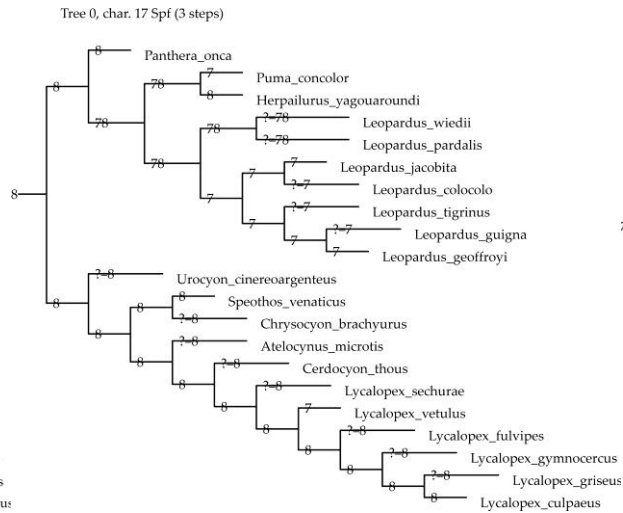 Tree 0, char. 17 Spf (3 steps)
8
Panthera_onca
8
7
Puma_concolor
78
8
Herpailurus_yagouaroundi
78
?–78
Leopardus_wiedii
78
?–78
Leopardus_pardalis
78
7
Leopardus_jacobita
7
?–7
Leopardus_colocolo
8
7
?–7
Leopardus_tigrinus
7
?–7
Leopardus_guigna
7
7
Leopardus_geoffroyi
?–8
Urocyon_cinereoargenteus
8
8
Speothos_venaticus
8
?–8
Chrysocyon_brachyurus
8
?–8
Atelocynus_microtis
8
?–8
Cerdocyon_thous
8
?–8
Lycalopex_sechurae
8
7
Lycalopex_vetulus
8
?–8
Lycalopex_fulvipes
8
?–8
Lycalopex_gymnocercus
8
?–8
Lycalopex_griseus
8
8
Lycalopex_culpaeus